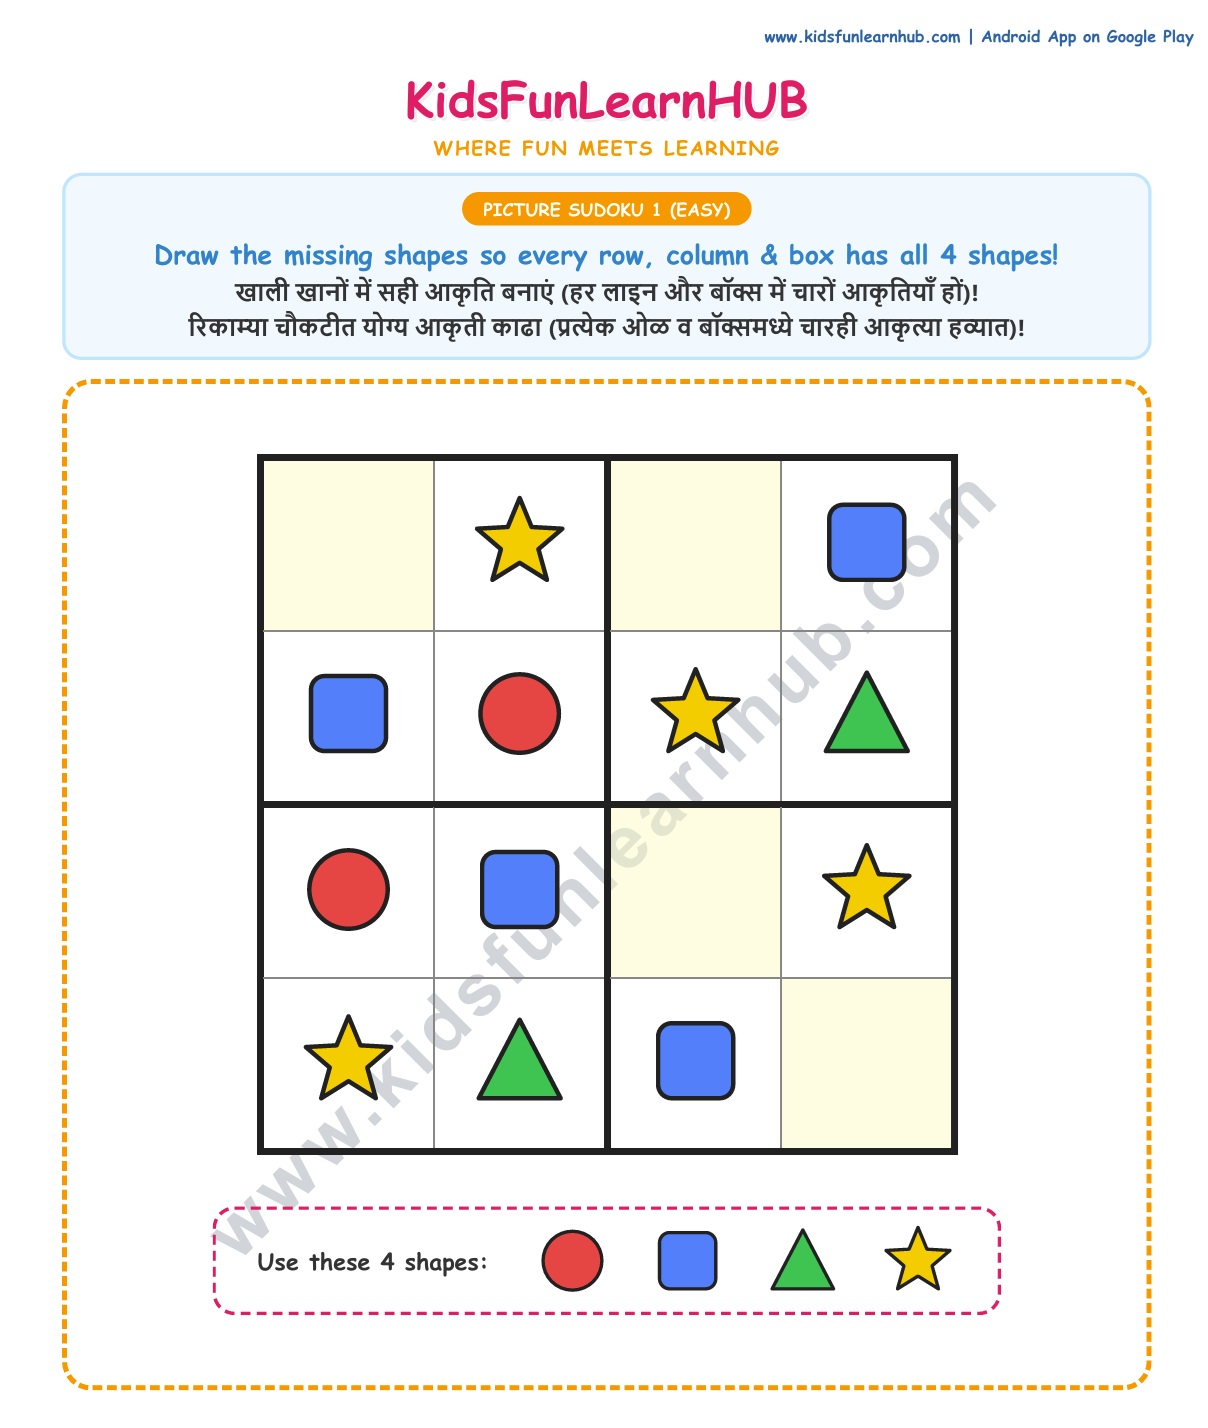 www.kidsfunlearnhub.com | Android App on Google Play
KidsFunLearnHUB
WHERE FUN MEETS LEARNING
PICTURE SUDOKU 1 (EASY)
Draw the missing shapes so every row, column & box has all 4 shapes!
खाली खानों में सही आकृति बनाएं (हर लाइन और बॉक्स में चारों आकृतियाँ हों)!
रिकाम्या चौकटीत योग्य आकृती काढा (प्रत्येक ओळ व बॉक्समध्ये चारही आकृत्या हव्यात)!
www.kidsfunlearnhub.com
Use these 4 shapes: